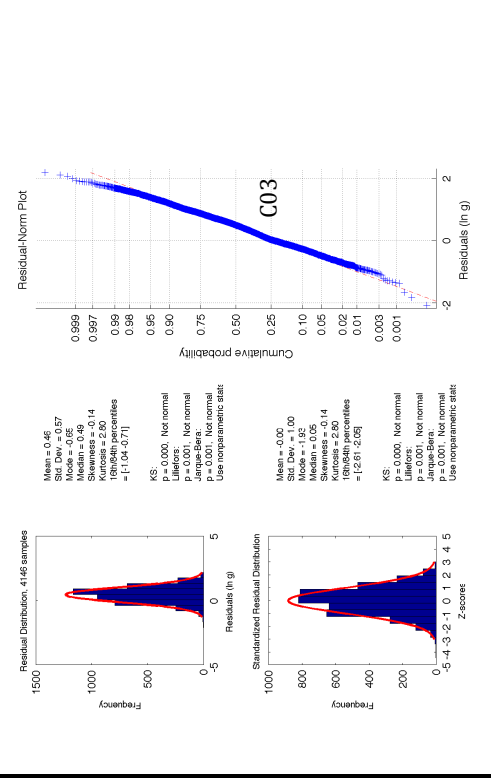 Residual Distribution, 4146 samples
1500
1000
500
0
Frequency
-5
0
5
Residuals (ln g)
Mean = 0.46
Std. Dev. = 0.57
Mode = -0.65
Median = 0.49
Skewness = -0.14
Kurtosis = 2.80
16th/84th percentiles
= [-1.04 -0.71]
KS:
p = 0.000, Not normal
Lilliefors:
p = 0.001, Not normal
Jarque-Bera:
p = 0.001, Not normal
Use nonparametric stats
Standardized Residual Distribution
1000
800
600
400
200
0
Frequency
-5 -4 -3 -2 -1 0 1 2 3 4 5
Z-scores
Mean = -0.00
Std. Dev. = 1.00
Mode = -1.93
Median = 0.05
Skewness = -0.14
Kurtosis = 2.80
16th/84th percentiles
= [-2.61 -2.05]
KS:
p = 0.000, Not normal
Lillefors:
p = 0.001, Not normal
Jarque-Bera:
p = 0.001, Not normal
Use nonparametric stats
Residual-Norm Plot
0.999
0.997
0.99
0.98
0.95
0.90
0.75
0.50
0.25
0.10
0.05
0.02
0.01
0.003
0.001
Cumulative probability
-2
0
2
Residuals (ln g)
C03